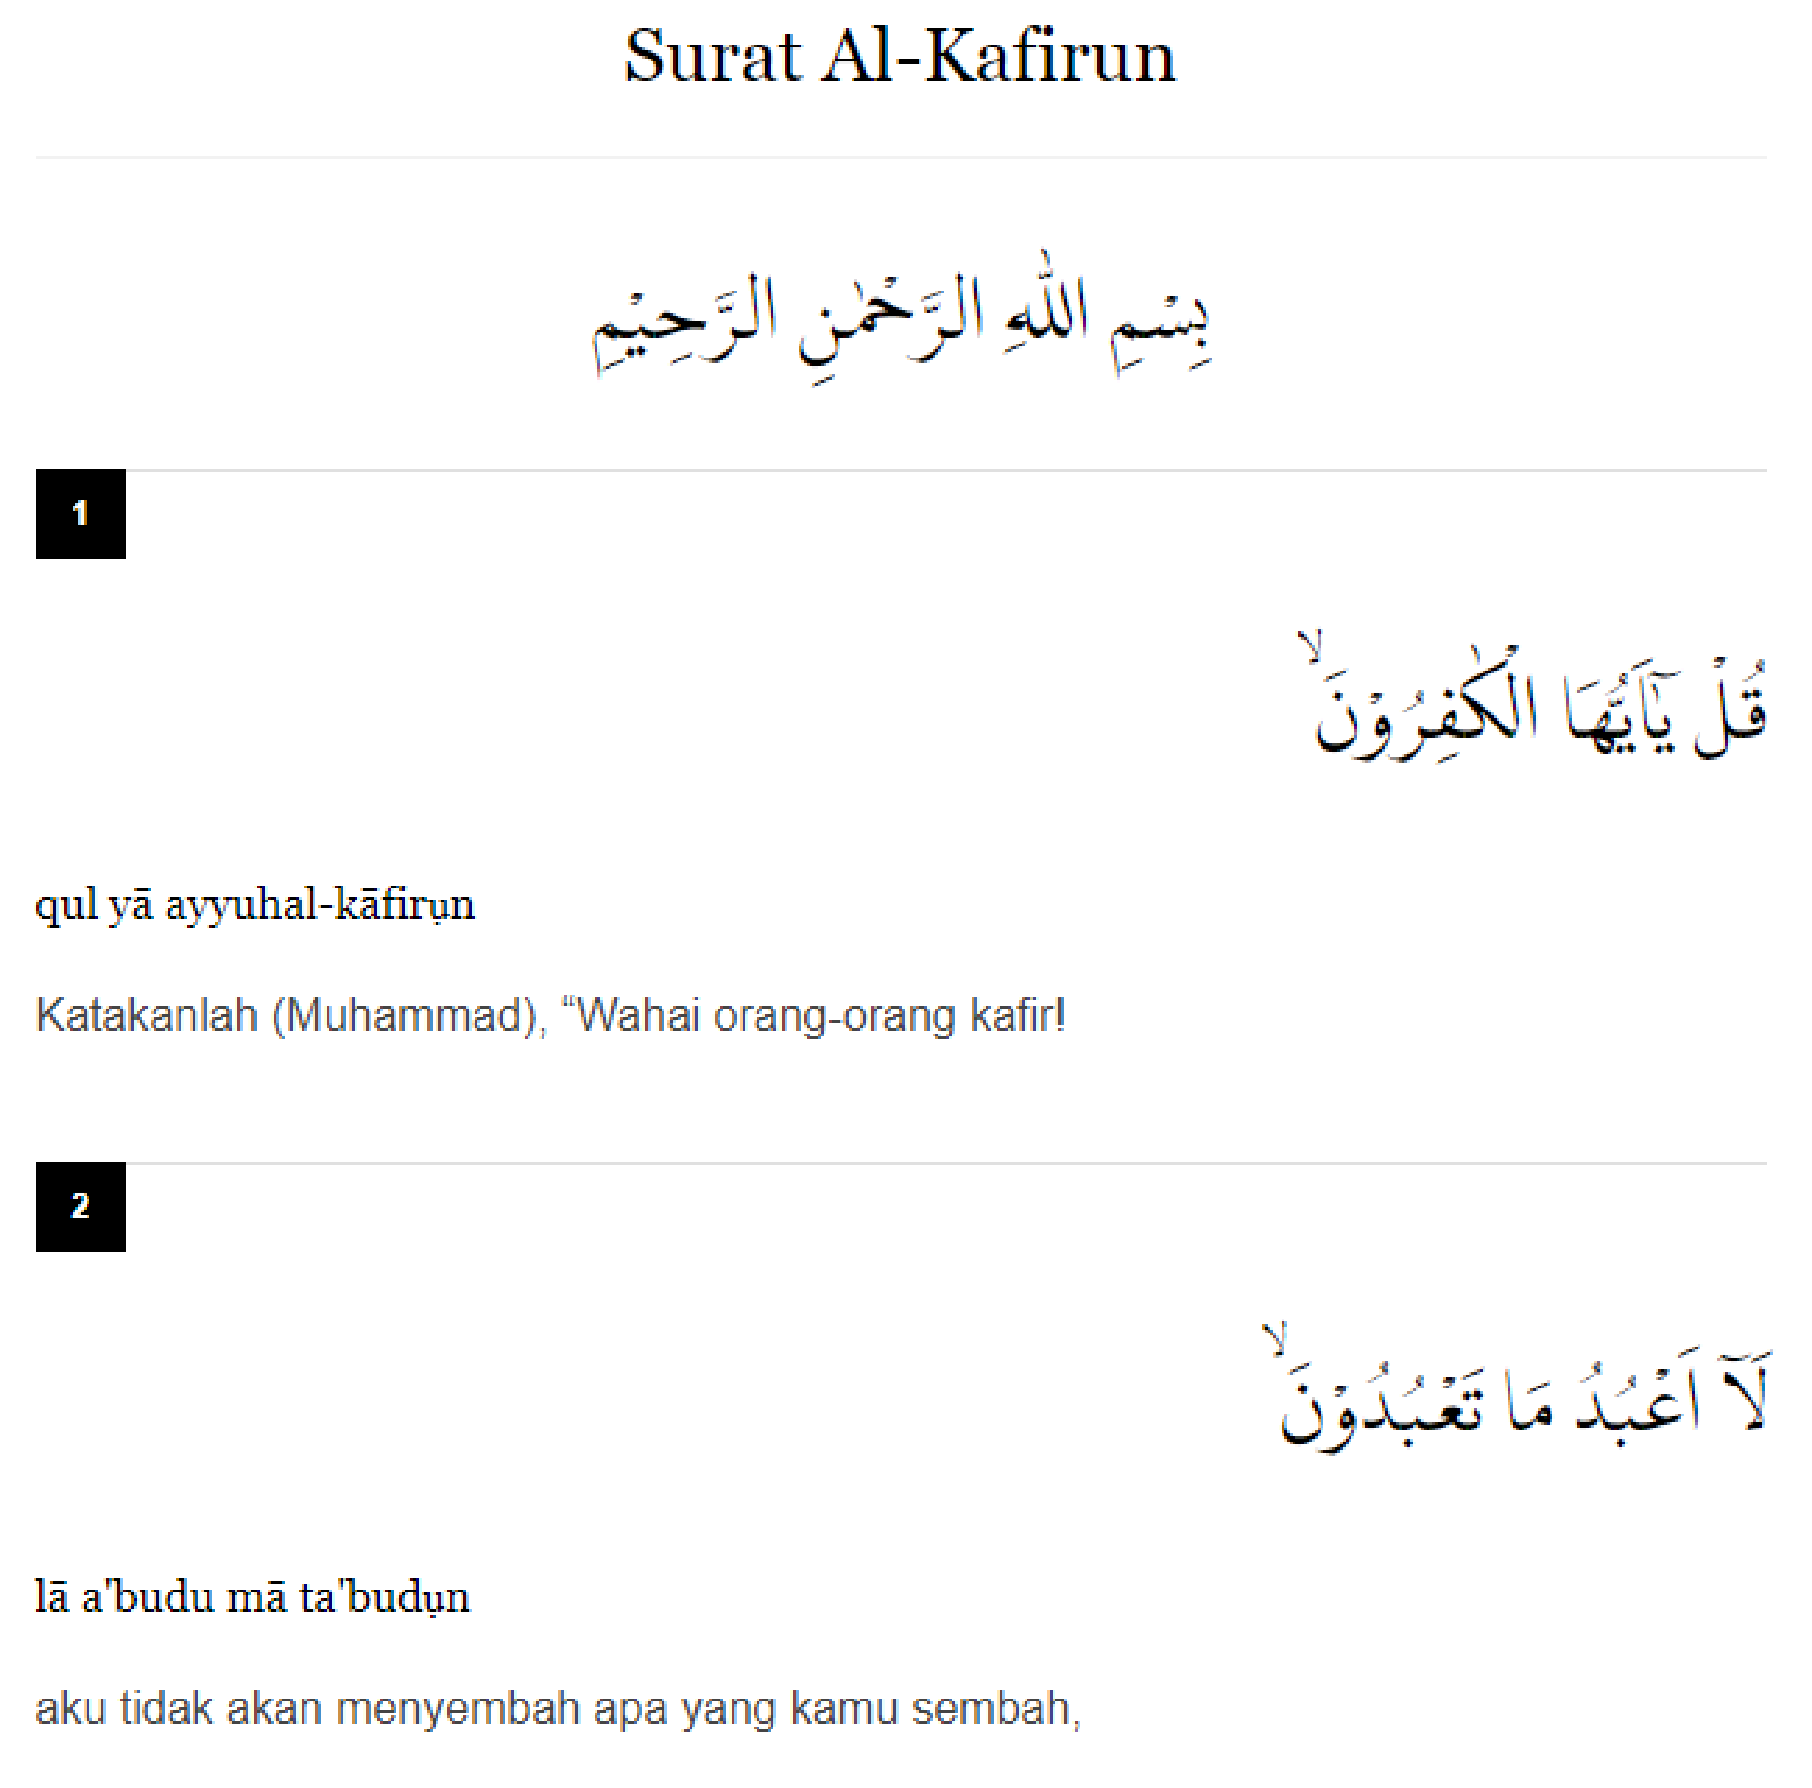 Surat Al-Kafirun
بِسْمِ اللّٰهِ الرَّحْمٰنِ الرَّحِيْمِ
1
قُلْ يٰٓاَيُّهَا الْكٰفِرُوْنَۙ
qul yā ayyuhal-kāfirụn
Katakanlah (Muhammad), “Wahai orang-orang kafir!
2
لَآ اَعْبُدُ مَا تَعْبُدُوْنَۙ
lā a'budu mā ta'budụn
aku tidak akan menyembah apa yang kamu sembah,